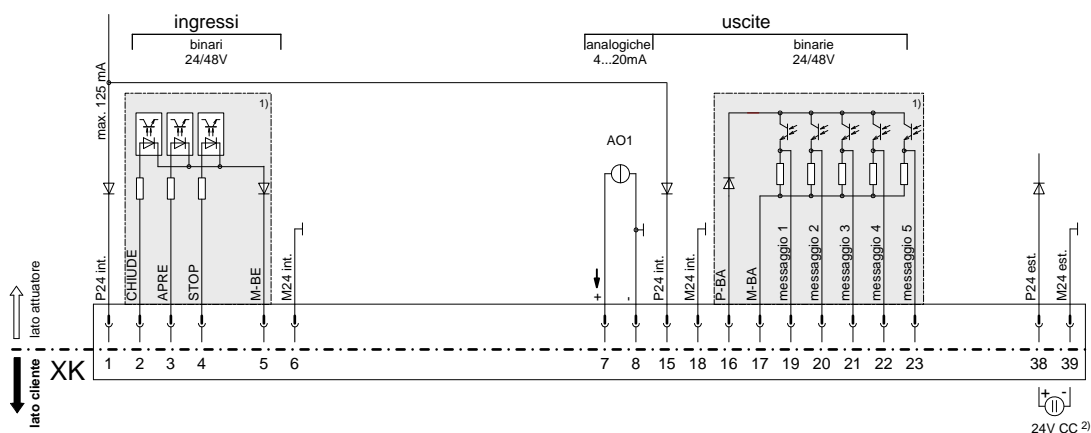 ingressi
binari
24/48V
uscite
analogiche
4...20mA
binarie
24/48V
max. 125 mA
1)
1)
AO1
P24 int.
CHIUDE
APRE
STOP
M-BE
M24 int.
+
-
P24 int.
M24 int.
P-BA
M-BA
messaggio 1
messaggio 2
messaggio 3
messaggio 4
messaggio 5
P24 est.
M24 est.
lato attuatore
lato cliente
XK
1 2 3 4 5 6 7 8 15 18 16 17 19 20 21 22 23 38 39
+ -
24V CC 2)